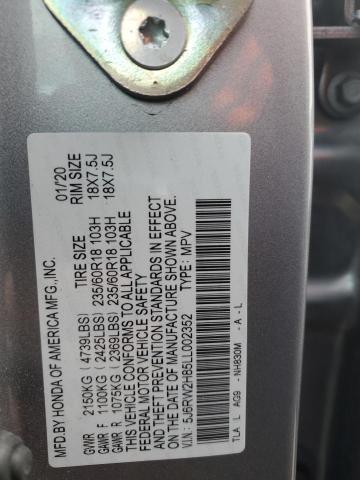 MFD.BY HONDA OF AMERICA MFG.,INC. 01/20
TIRE SIZE RIM SIZE
GVWR 2150KG (4739LBS)
GAWR F 1100KG (2425LBS) 235/60R18 103H 18X7.5J
GAWR R 1075KG (2369LBS) 235/60R18 103H 18X7.5J
THIS VEHICLE CONFORMS TO ALL APPLICABLE
FEDERAL MOTOR VEHICLE SAFETY
AND THEFT PREVENTION STANDARDS IN EFFECT
ON THE DATE OF MANUFACTURE SHOWN ABOVE.
V.I.N.: 5J6RW2H85LL002352 TYPE: MPV
TLA L AG9 - NH830M - A - L